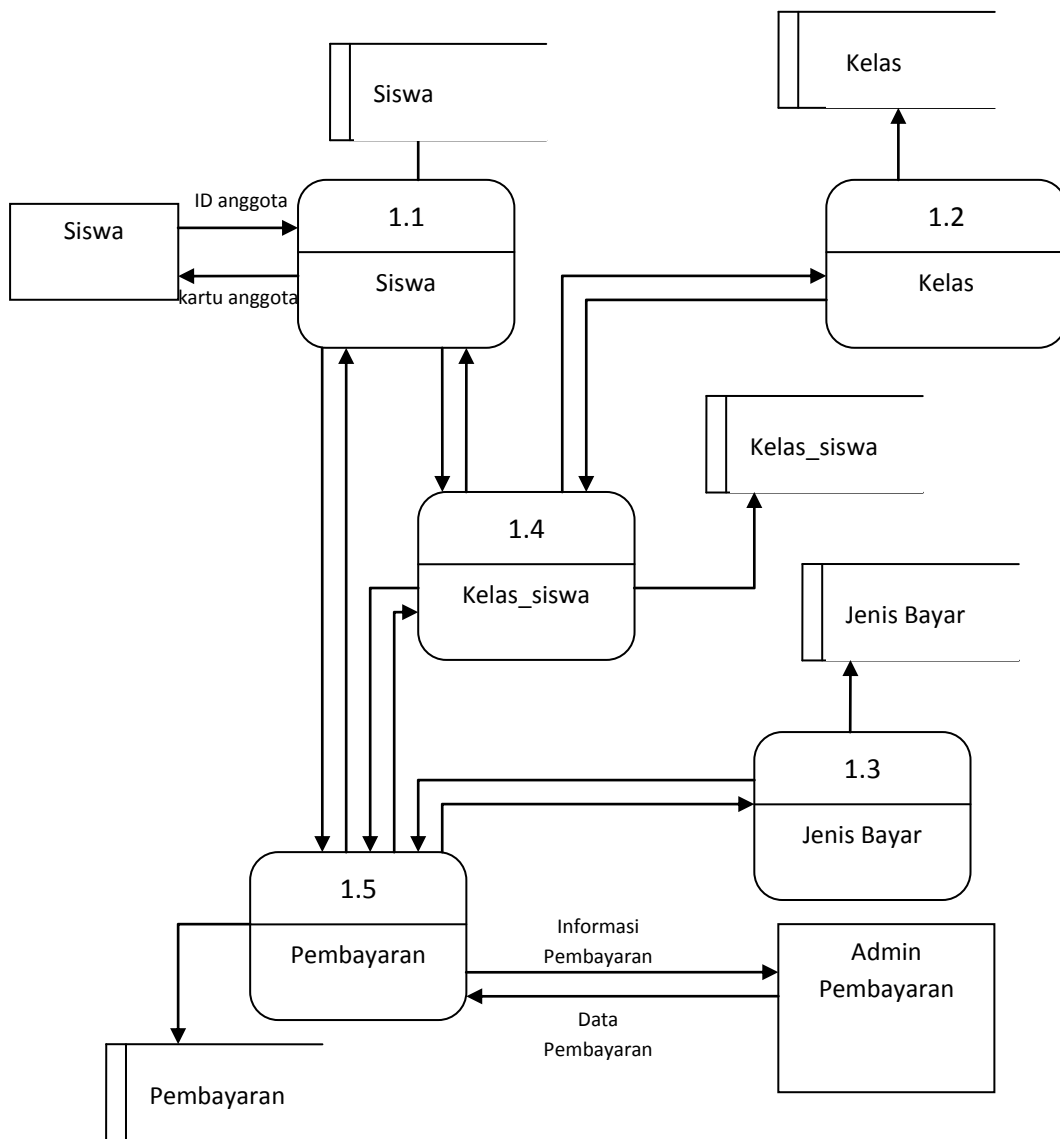 Kelas
Siswa
ID anggota
Siswa
1.1
1.2
kartu anggota
Siswa
Kelas
Kelas_siswa
1.4
Kelas_siswa
Jenis Bayar
1.3
Jenis Bayar
1.5
Pembayaran
Informasi
Pembayaran
Data
Pembayaran
Admin
Pembayaran
Pembayaran